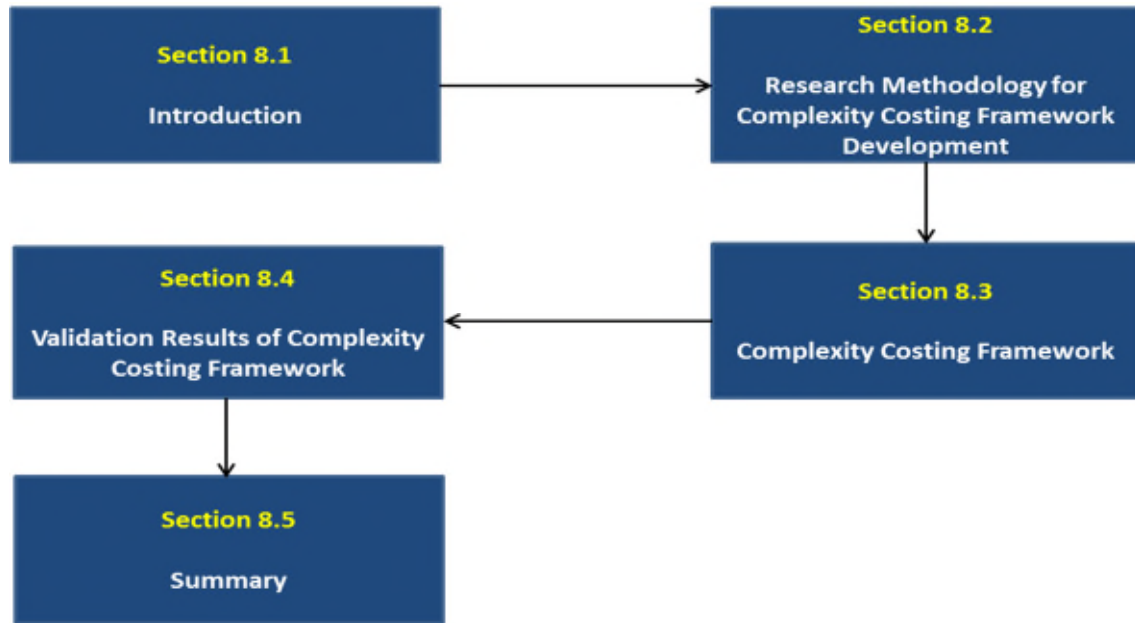 Section 8.1
Introduction
Section 8.2
Research Methodology for
Complexity Costing Framework
Development
Section 8.3
Complexity Costing Framework
Section 8.4
Validation Results of Complexity
Costing Framework
Section 8.5
Summary